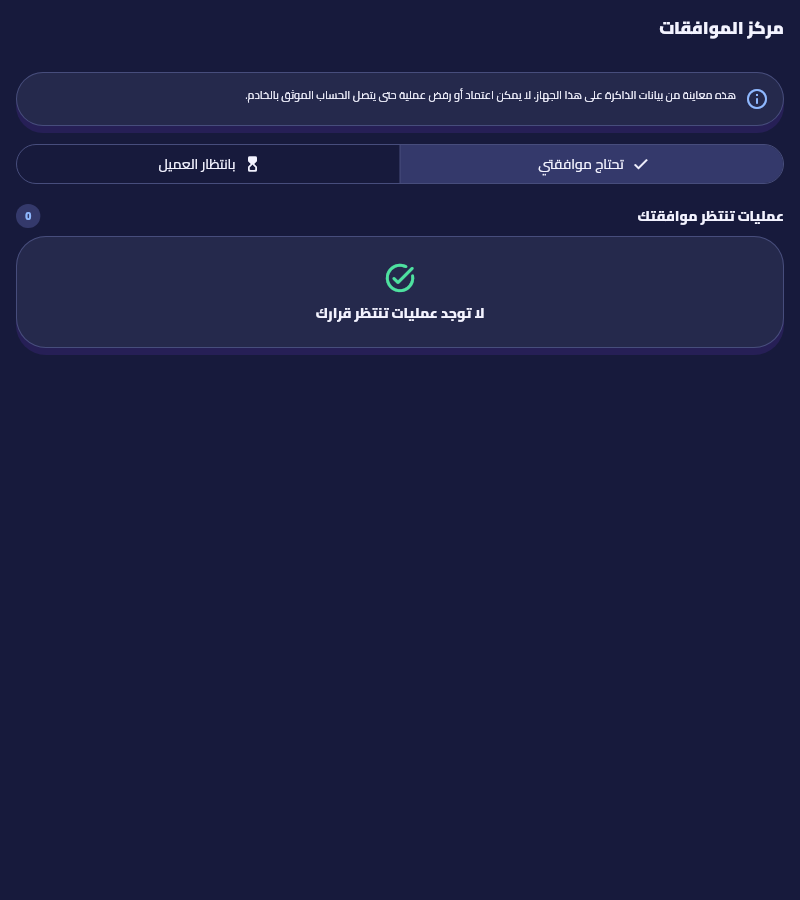 مركز الموافقات
هذه معاينة من بيانات الذاكرة على هذا الجهاز. لا يمكن اعتماد أو رفض عملية حتى يتصل الحساب الموثق بالخادم.
تحتاج موافقتي
بانتظار العميل
عمليات تنتظر موافقتك
0
لا توجد عمليات تنتظر قرارك